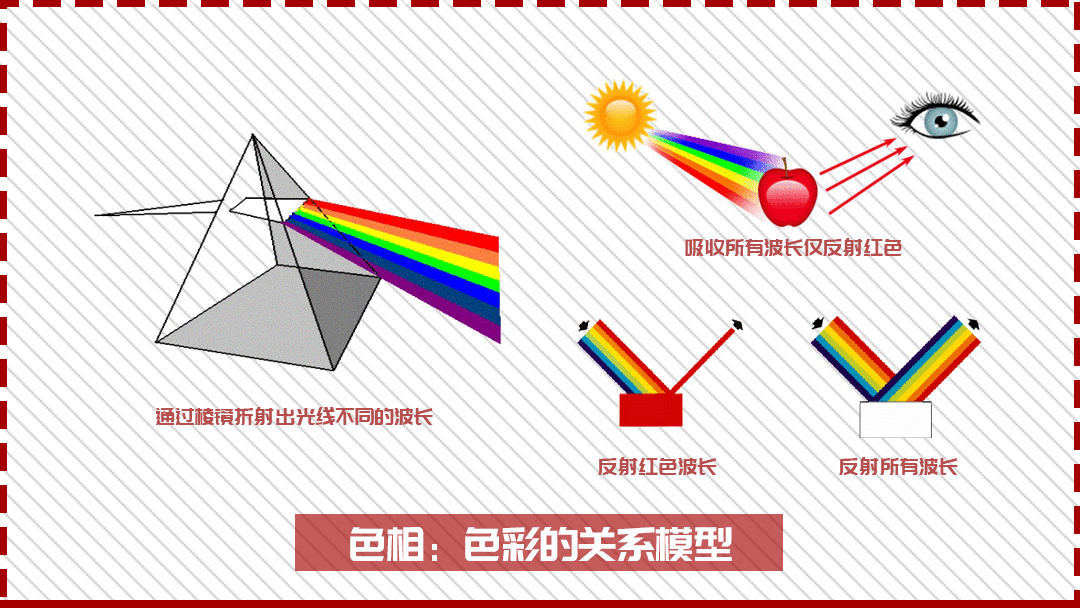 吸收所有波长仅反射红色
通过棱镜折射出光线不同的波长
反射红色波长
反射所有波长
色相：色彩的关系模型